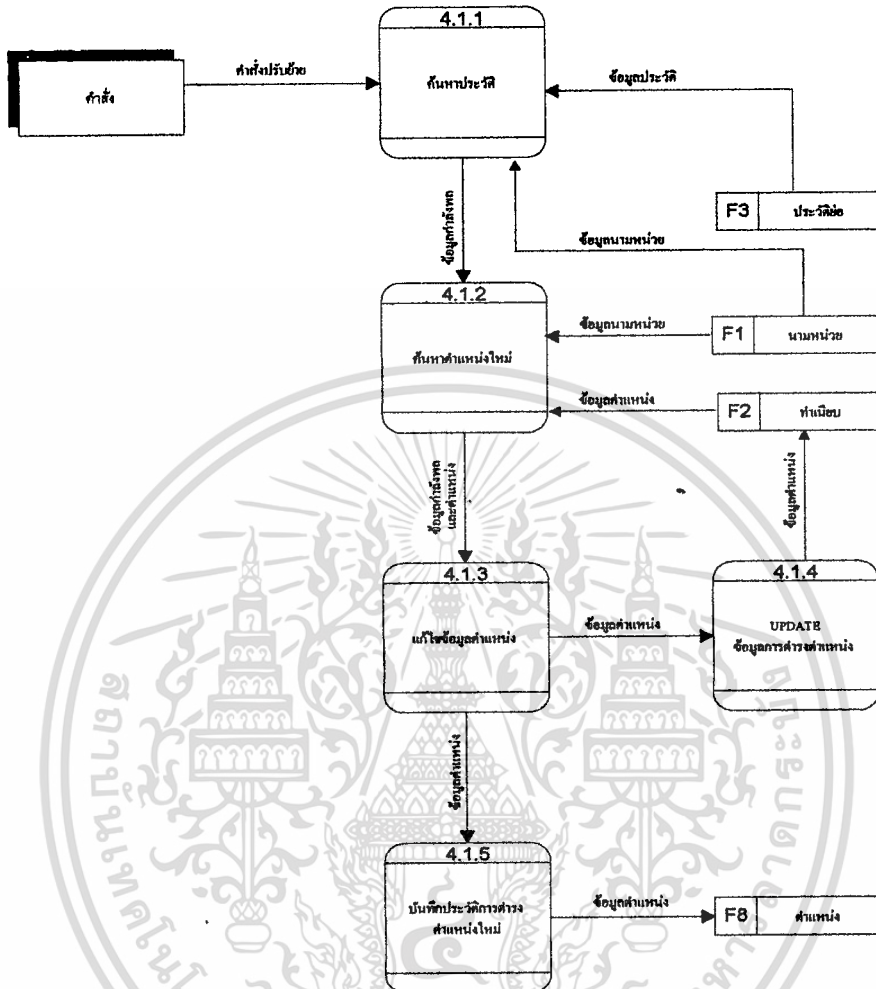 4.1.1
คำสั่ง
คำสั่งปรับย้าย
ค้นหาประวัติ
ข้อมูลประวัติ
F3 ประวัติย่อ
ข้อมูลกำลังพล
ข้อมูลนามหน่วย
4.1.2
ค้นหาตำแหน่งใหม่
ข้อมูลนามหน่วย
F1 นามหน่วย
ข้อมูลตำแหน่ง
F2 ทำเนียบ
ข้อมูลกำลังพล
และตำแหน่ง
ข้อมูลตำแหน่ง
4.1.3
แก้ไขข้อมูลตำแหน่ง
ข้อมูลตำแหน่ง
4.1.4
UPDATE
ข้อมูลการดำรงตำแหน่ง
ข้อมูลตำแหน่ง
4.1.5
บันทึกประวัติการดำรง
ตำแหน่งใหม่
ข้อมูลตำแหน่ง
F8 ตำแหน่ง